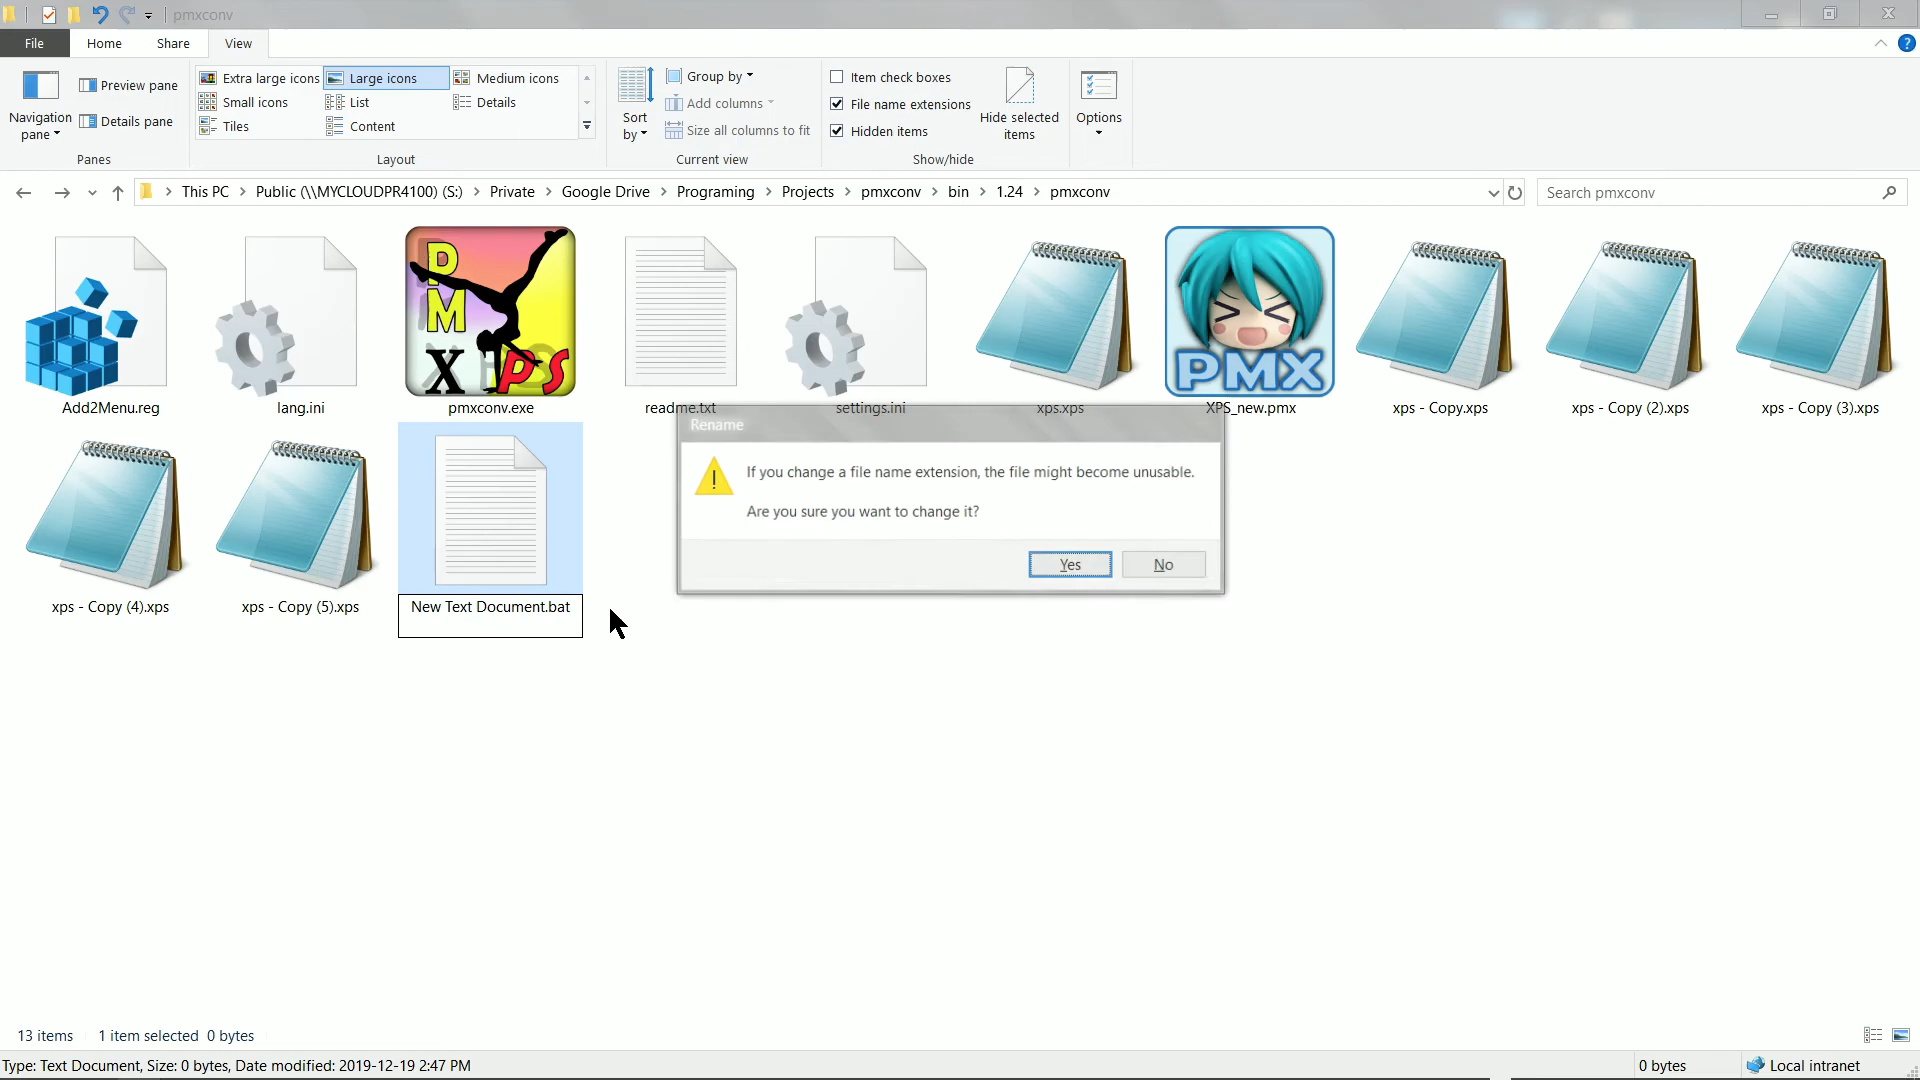 pmxconv
File
Home
Share
View
Navigation pane
Preview pane
Details pane
Panes
Extra large icons
Large icons
Medium icons
Small icons
List
Details
Tiles
Content
Layout
Sort by
Group by
Add columns
Size all columns to fit
Current view
Item check boxes
File name extensions
Hidden items
Hide selected items
Show/hide
Options
This PC > Public (\\MYCLOUDPR4100) (S:) > Private > Google Drive > Programing > Projects > pmxconv > bin > 1.24 > pmxconv
Search pmxconv
PM
X PS
PMX
Add2Menu.reg
lang.ini
pmxconv.exe
readme.txt
settings.ini
xps.xps
XPS_new.pmx
xps - Copy.xps
xps - Copy (2).xps
xps - Copy (3).xps
Rename
If you change a file name extension, the file might become unusable.
Are you sure you want to change it?
Yes
No
xps - Copy (4).xps
xps - Copy (5).xps
New Text Document.bat
13 items
1 item selected 0 bytes
Type: Text Document, Size: 0 bytes, Date modified: 2019-12-19 2:47 PM
0 bytes
Local intranet